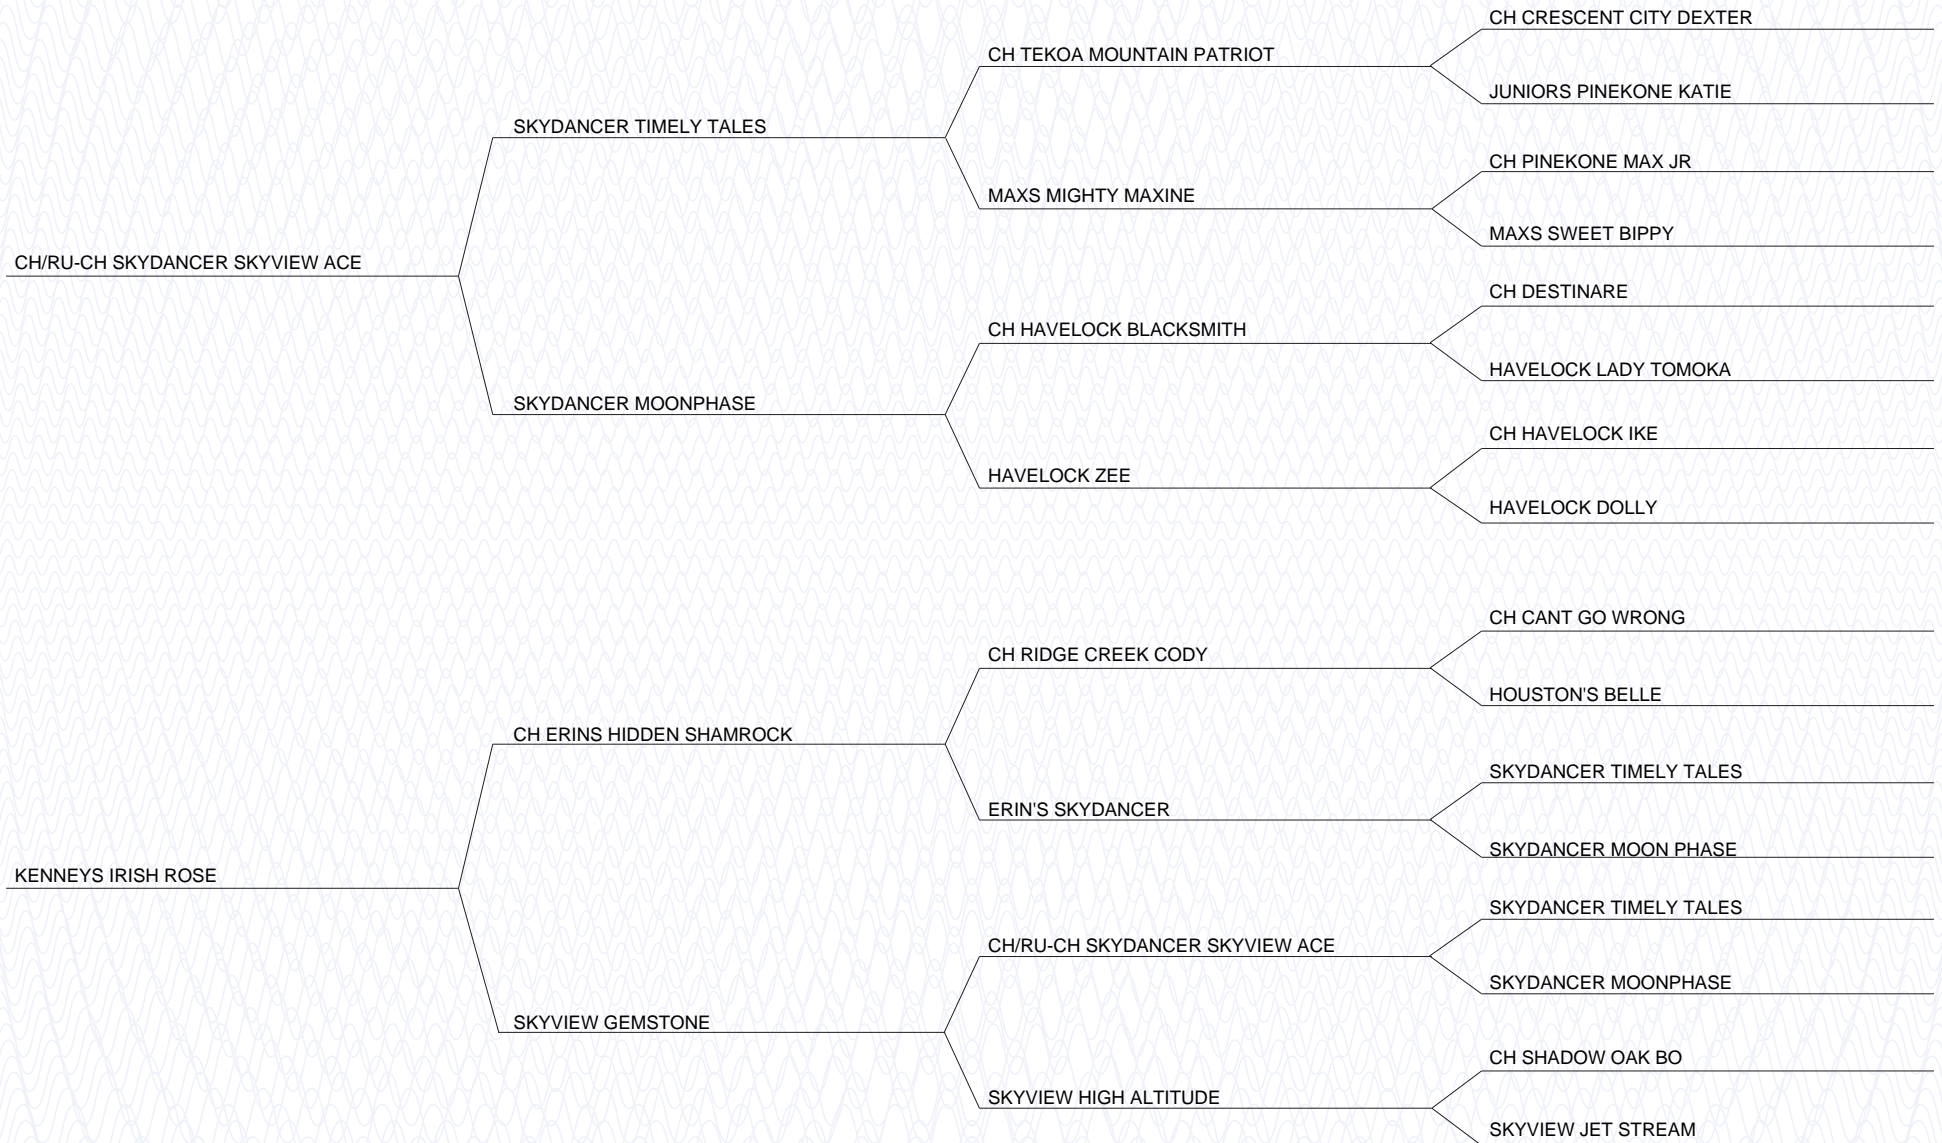 CH CRESCENT CITY DEXTER
CH TEKOA MOUNTAIN PATRIOT
JUNIORS PINEKONE KATIE
SKYDANCER TIMELY TALES
CH PINEKONE MAX JR
MAXS MIGHTY MAXINE
MAXS SWEET BIPPY
CH/RU-CH SKYDANCER SKYVIEW ACE
CH DESTINARE
CH HAVELOCK BLACKSMITH
HAVELOCK LADY TOMOKA
SKYDANCER MOONPHASE
CH HAVELOCK IKE
HAVELOCK ZEE
HAVELOCK DOLLY
CH CANT GO WRONG
CH RIDGE CREEK CODY
HOUSTON'S BELLE
CH ERINS HIDDEN SHAMROCK
SKYDANCER TIMELY TALES
ERIN'S SKYDANCER
SKYDANCER MOON PHASE
KENNEYS IRISH ROSE
SKYDANCER TIMELY TALES
CH/RU-CH SKYDANCER SKYVIEW ACE
SKYDANCER MOONPHASE
SKYVIEW GEMSTONE
CH SHADOW OAK BO
SKYVIEW HIGH ALTITUDE
SKYVIEW JET STREAM